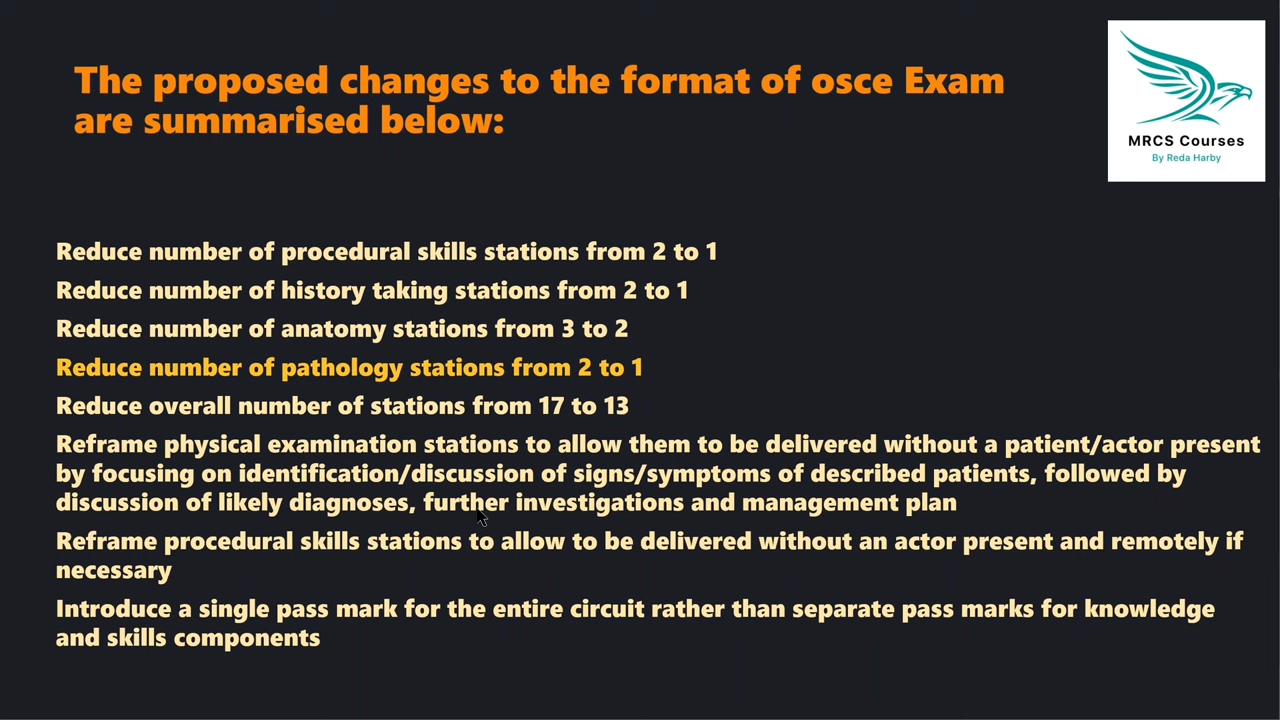 The proposed changes to the format of osce Exam
are summarised below:
MRCS Courses
By Reda Harby
Reduce number of procedural skills stations from 2 to 1
Reduce number of history taking stations from 2 to 1
Reduce number of anatomy stations from 3 to 2
Reduce number of pathology stations from 2 to 1
Reduce overall number of stations from 17 to 13
Reframe physical examination stations to allow them to be delivered without a patient/actor present
by focusing on identification/discussion of signs/symptoms of described patients, followed by
discussion of likely diagnoses, further investigations and management plan
Reframe procedural skills stations to allow to be delivered without an actor present and remotely if
necessary
Introduce a single pass mark for the entire circuit rather than separate pass marks for knowledge
and skills components